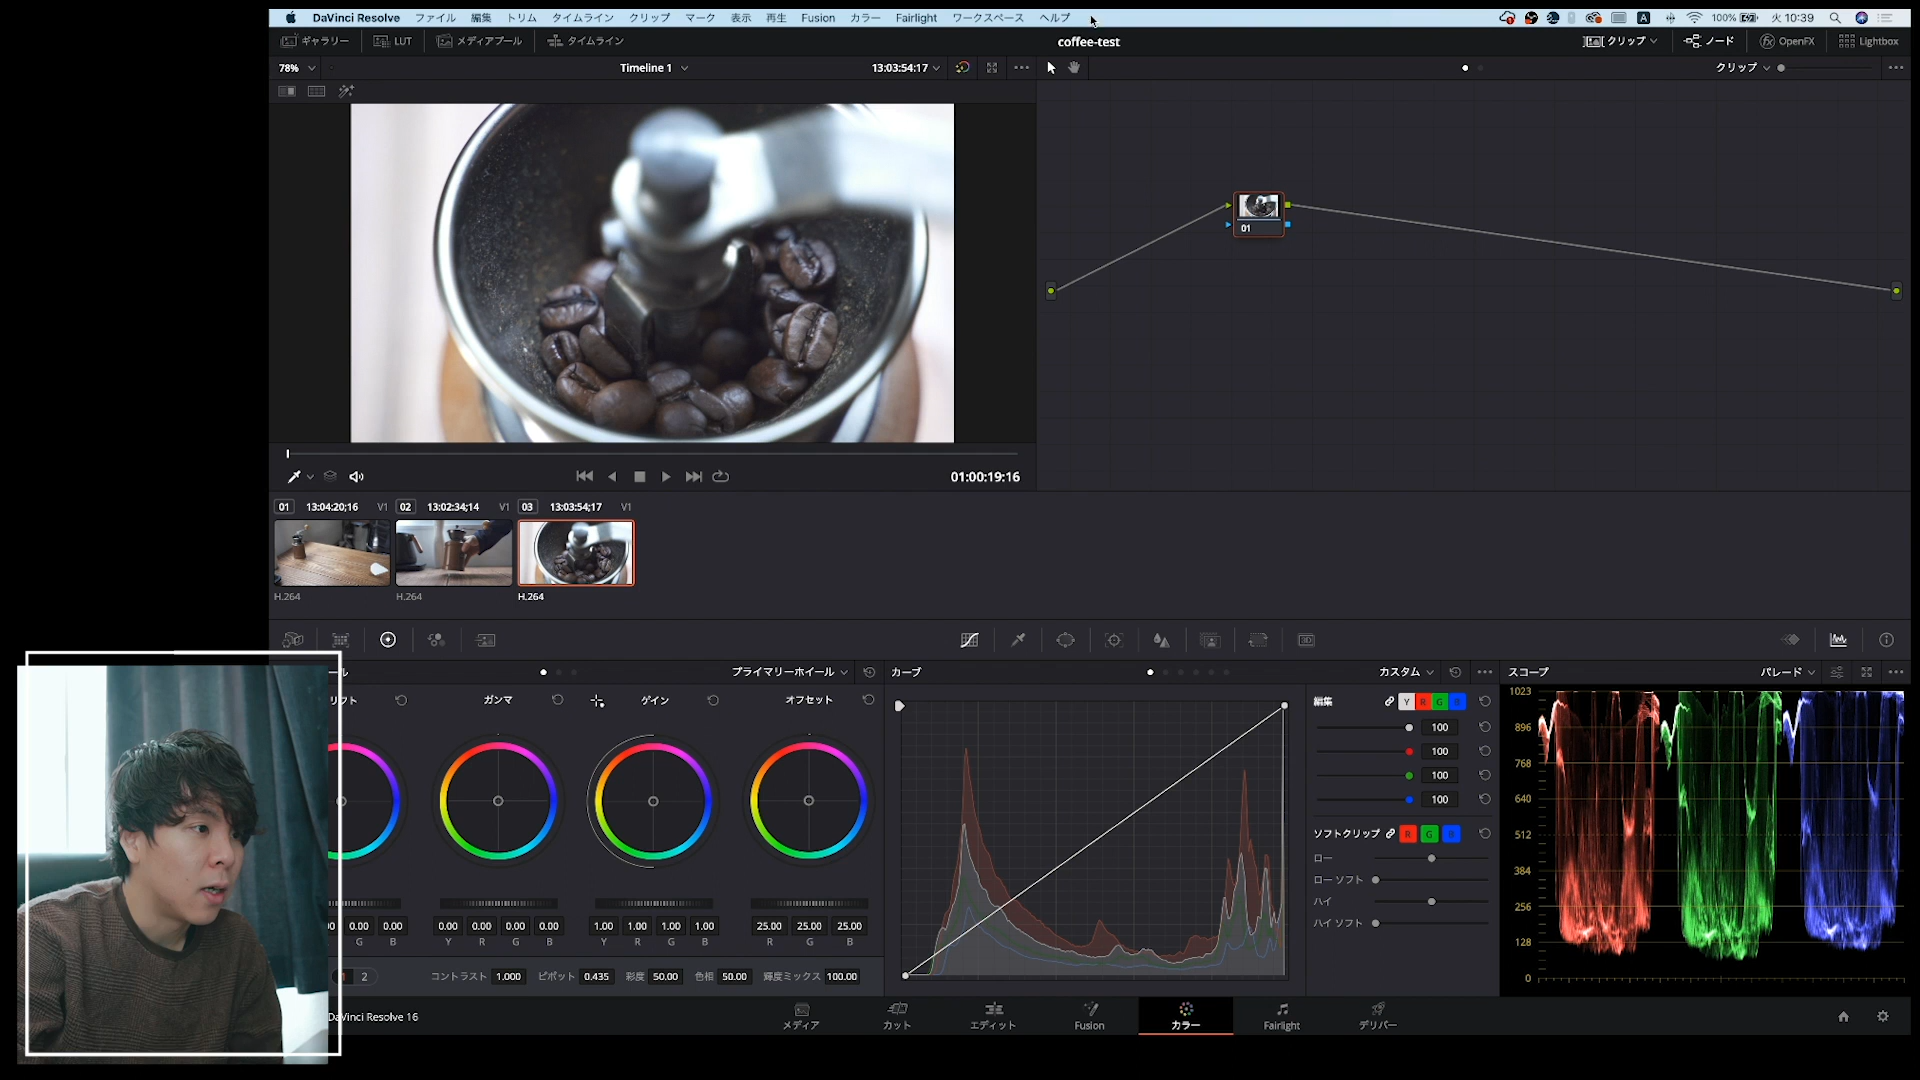 DaVinci Resolve ファイル 編集 トリム タイムライン クリップ マーク 表示 再生 Fusion カラー Fairlight ワークスペース ヘルプ 100% 火 10:39
ギャラリー LUT メディアプール タイムライン coffee-test クリップ ノード OpenFX Lightbox
78% Timeline 1 13:03:54:17 クリップ
01
01:00:19:16
01 13:04:20;16 V1 02 13:02:34;14 V1 03 13:03:54;17 V1
H.264 H.264 H.264
ール プライマリーホイール カーブ カスタム スコープ パレード
リフト ガンマ ゲイン オフセット
編集 Y R G B
100
100
100
100
ソフトクリップ R G B
ロー
ロー ソフト
ハイ
ハイ ソフト
1023
896
768
640
512
384
256
128
0
0.00 0.00 0.00 0.00 0.00 0.00 1.00 1.00 1.00 1.00 25.00 25.00 25.00
G B Y R G B Y R G B R G B
2 コントラスト 1.000 ピボット 0.435 彩度 50.00 色相 50.00 輝度ミックス 100.00
DaVinci Resolve 16
メディア カット エディット Fusion カラー Fairlight デリバー